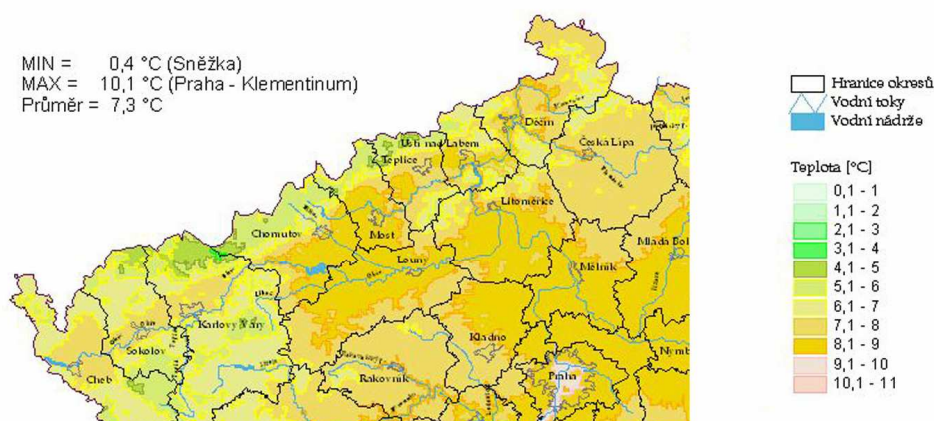 MIN = 0,4 °C (Sněžka)
MAX = 10,1 °C (Praha - Klementinum)
Průměr = 7,3 °C
Hranice okresů
Vodní toky
Vodní nádrže
Teplota [°C]
0,1 - 1
1,1 - 2
2,1 - 3
3,1 - 4
4,1 - 5
5,1 - 6
6,1 - 7
7,1 - 8
8,1 - 9
9,1 - 10
10,1 - 11
Děčín
Ústí nad Labem
Česká Lípa
Teplice
Litoměřice
Chomutov
Most
Mladá Bol
Louny
Mělník
Karlovy Vary
Kladno
Sokolov
Nymb
Cheb
Rakovník
Praha